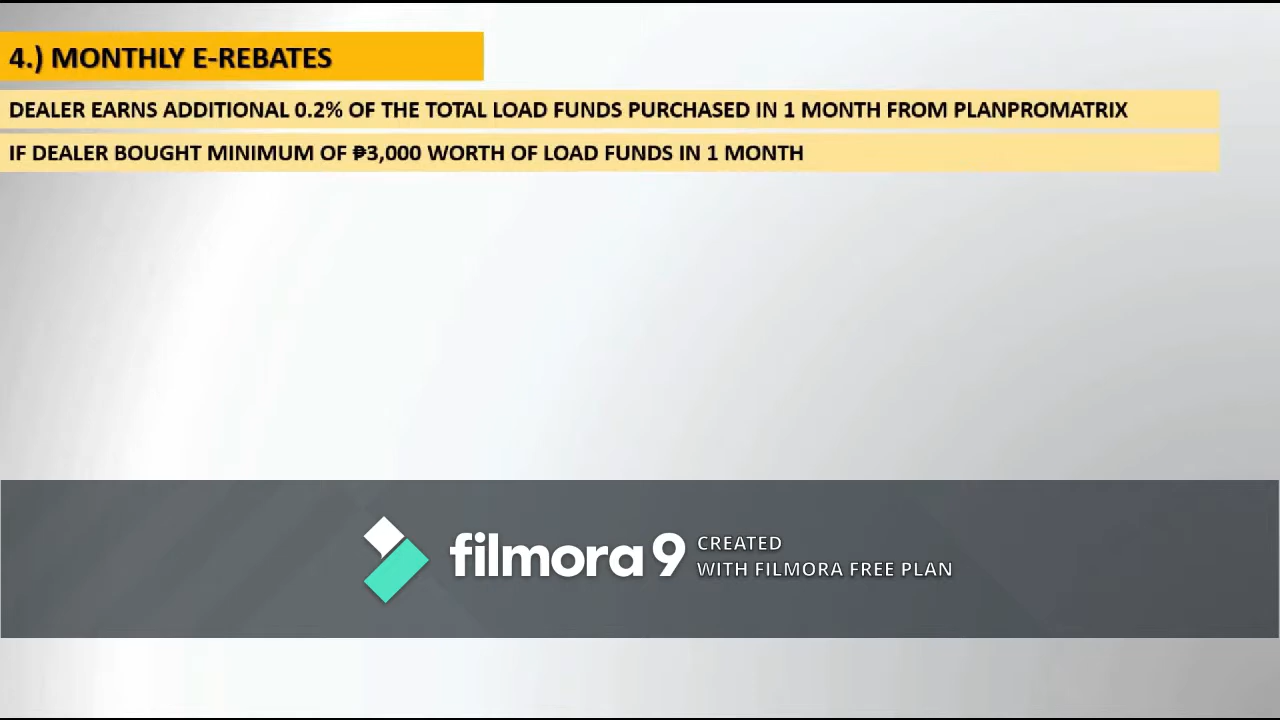 4.) MONTHLY E-REBATES
DEALER EARNS ADDITIONAL 0.2% OF THE TOTAL LOAD FUNDS PURCHASED IN 1 MONTH FROM PLANPROMATRIX
IF DEALER BOUGHT MINIMUM OF ₱3,000 WORTH OF LOAD FUNDS IN 1 MONTH
filmora 9
CREATED
WITH FILMORA FREE PLAN